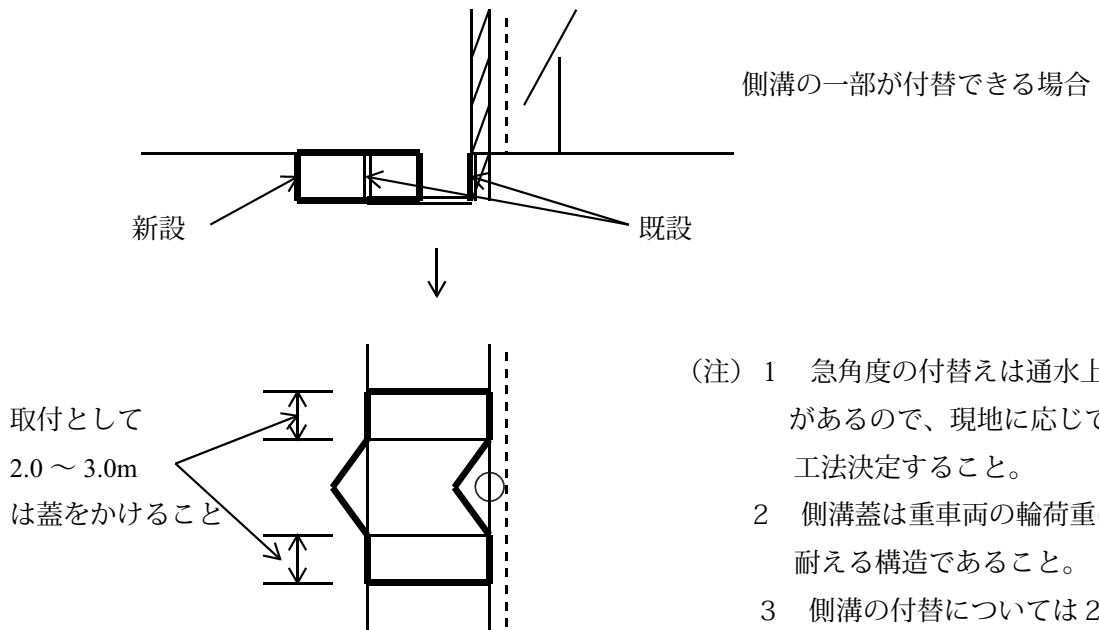 側溝の一部が付替できる場合
新設
既設
取付として
2.0 ～ 3.0m
は蓋をかけること
（注） 1　急角度の付替えは通水上
があるので、現地に応じて
工法決定すること。
2　側溝蓋は重車両の輪荷重に
耐える構造であること。
3　側溝の付替については 2